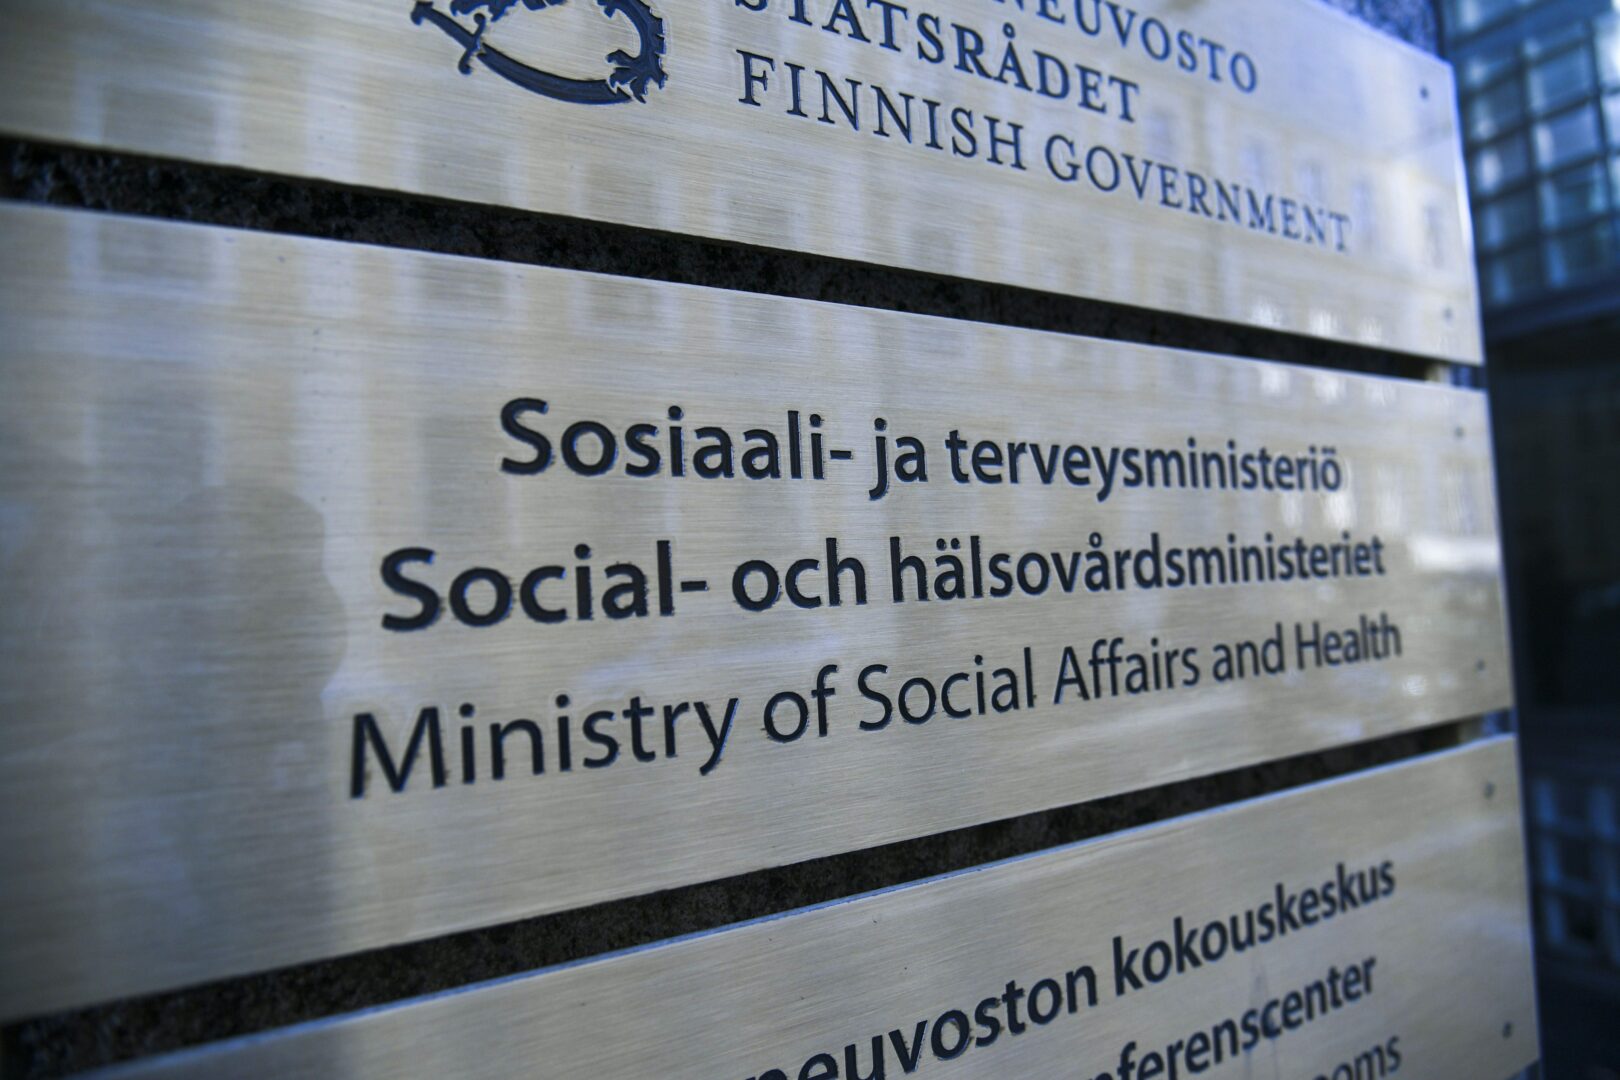 STATSRÅDET
FINNISH GOVERNMENT
Sosiaali- ja terveysministeriö
Social- och hälsovårdsministeriet
Ministry of Social Affairs and Health
kokouskeskus